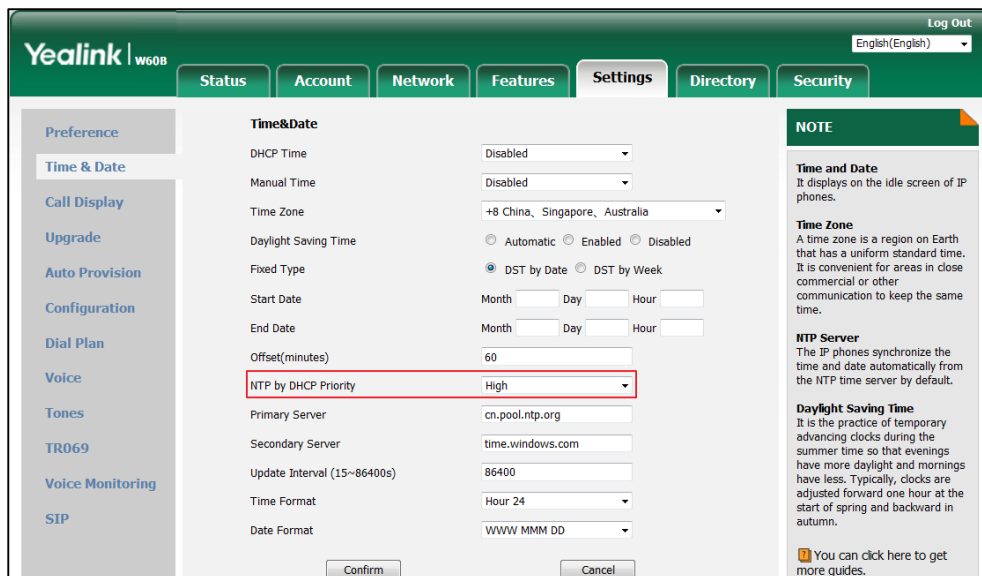 Log Out
English(English)
Yealink | W60B
Status Account Network Features Settings Directory Security
Preference
Time & Date
Call Display
Upgrade
Auto Provision
Configuration
Dial Plan
Voice
Tones
TR069
Voice Monitoring
SIP
Time&Date
DHCP Time Disabled
Manual Time Disabled
Time Zone +8 China、Singapore、Australia
Daylight Saving Time Automatic Enabled Disabled
Fixed Type DST by Date DST by Week
Start Date Month Day Hour
End Date Month Day Hour
Offset(minutes) 60
NTP by DHCP Priority High
Primary Server cn.pool.ntp.org
Secondary Server time.windows.com
Update Interval (15~86400s) 86400
Time Format Hour 24
Date Format WWW MMM DD
Confirm Cancel
NOTE
Time and Date
It displays on the idle screen of IP
phones.
Time Zone
A time zone is a region on Earth
that has a uniform standard time.
It is convenient for areas in close
commercial or other
communication to keep the same
time.
NTP Server
The IP phones synchronize the
time and date automatically from
the NTP time server by default.
Daylight Saving Time
It is the practice of temporary
advancing clocks during the
summer time so that evenings
have more daylight and mornings
have less. Typically, clocks are
adjusted forward one hour at the
start of spring and backward in
autumn.
You can click here to get
more guides.